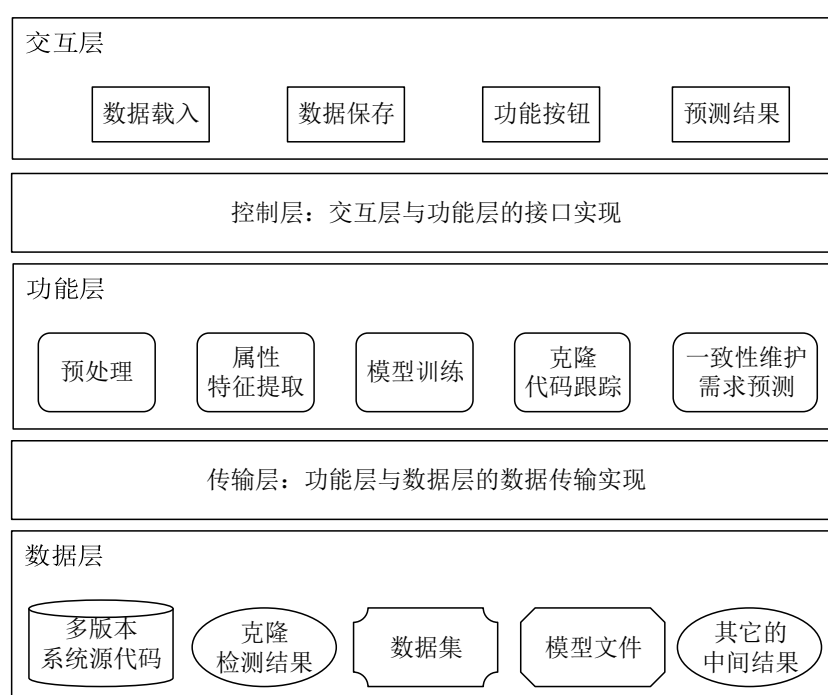 交互层
数据载入 数据保存 功能按钮 预测结果
控制层：交互层与功能层的接口实现
功能层
预处理
属性
特征提取
模型训练
克隆
代码跟踪
一致性维护
需求预测
传输层：功能层与数据层的数据传输实现
数据层
多版本
系统源代码
克隆
检测结果
数据集
模型文件
其它的
中间结果